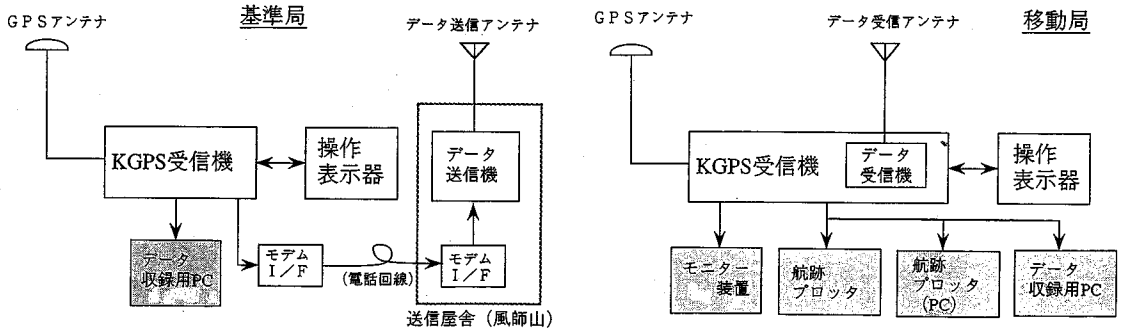 基準局
GPSアンテナ
データ送信アンテナ
KGPS受信機
操作
表示器
データ
送信機
データ
収録用PC
モデム
I/F
(電話回線)
モデム
I/F
送信屋舎（風師山）
移動局
GPSアンテナ
データ受信アンテナ
KGPS受信機
データ
受信機
操作
表示器
モニター
装置
航跡
プロッタ
航跡
プロッタ
(PC)
データ
収録用PC